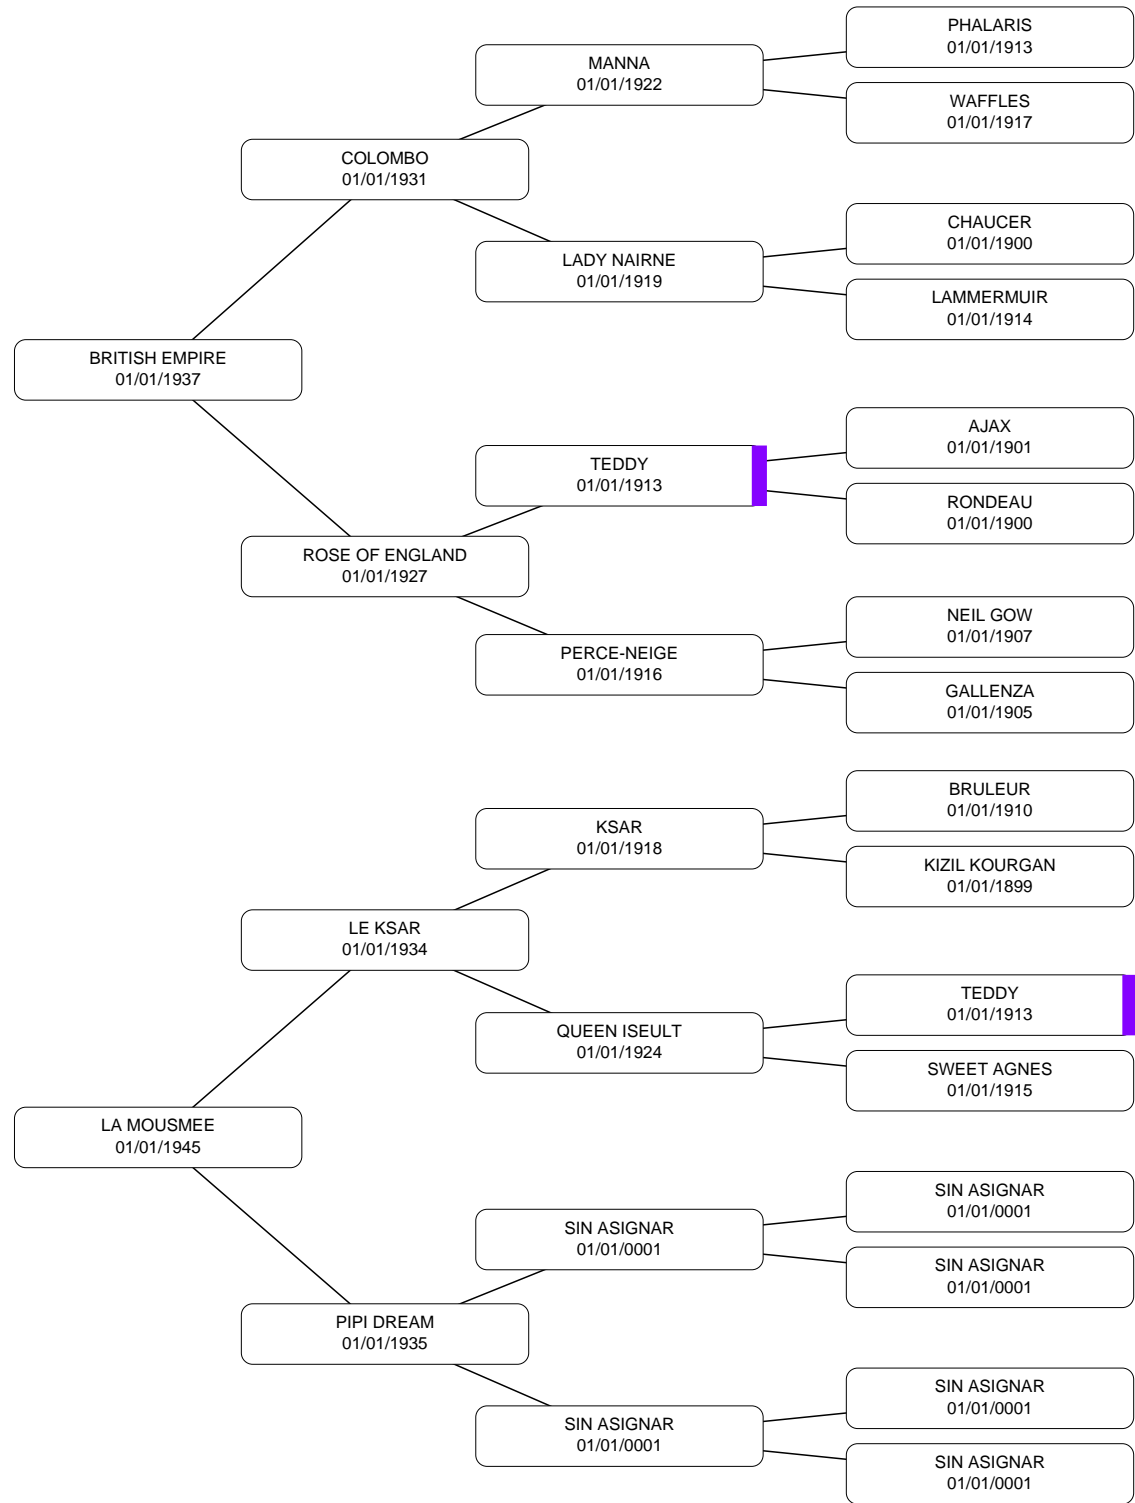 PHALARIS
01/01/1913
MANNA
01/01/1922
WAFFLES
01/01/1917
COLOMBO
01/01/1931
CHAUCER
01/01/1900
LADY NAIRNE
01/01/1919
LAMMERMUIR
01/01/1914
BRITISH EMPIRE
01/01/1937
AJAX
01/01/1901
TEDDY
01/01/1913
RONDEAU
01/01/1900
ROSE OF ENGLAND
01/01/1927
NEIL GOW
01/01/1907
PERCE-NEIGE
01/01/1916
GALLENZA
01/01/1905
BRULEUR
01/01/1910
KSAR
01/01/1918
KIZIL KOURGAN
01/01/1899
LE KSAR
01/01/1934
TEDDY
01/01/1913
QUEEN ISEULT
01/01/1924
SWEET AGNES
01/01/1915
LA MOUSMEE
01/01/1945
SIN ASIGNAR
01/01/0001
SIN ASIGNAR
01/01/0001
SIN ASIGNAR
01/01/0001
PIPI DREAM
01/01/1935
SIN ASIGNAR
01/01/0001
SIN ASIGNAR
01/01/0001
SIN ASIGNAR
01/01/0001